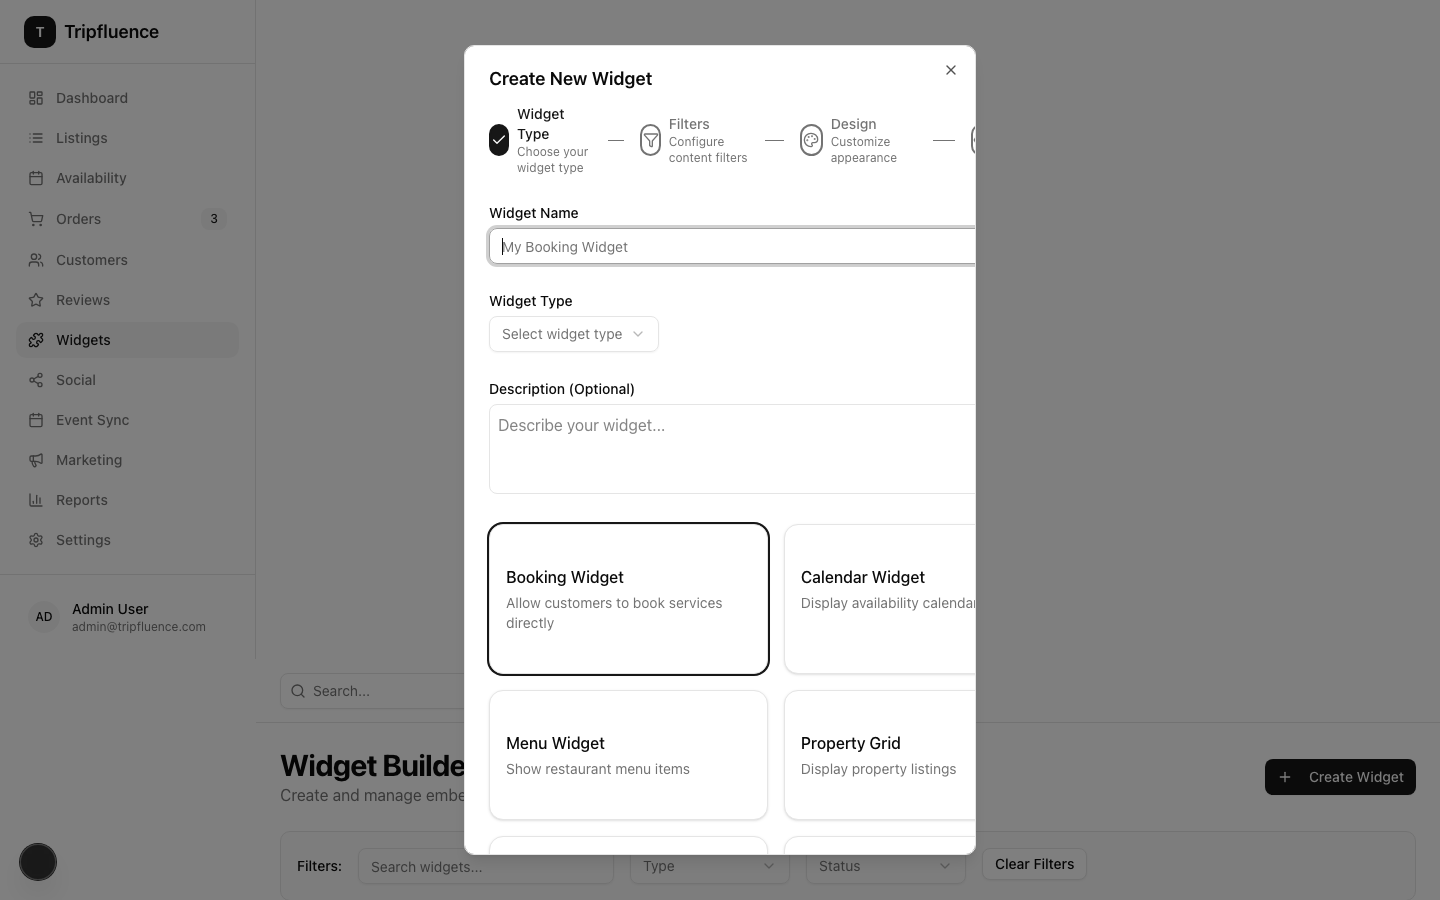 T
Tripfluence
Dashboard
Listings
Availability
Orders
3
Customers
Reviews
Widgets
Social
Event Sync
Marketing
Reports
Settings
AD
Admin User
admin@tripfluence.com
Create New Widget
Widget
Type
Choose your
widget type
Filters
Configure
content filters
Design
Customize
appearance
Widget Name
My Booking Widget
Widget Type
Select widget type
Description (Optional)
Describe your widget...
Booking Widget
Allow customers to book services
directly
Calendar Widget
Display availability calendar
Menu Widget
Show restaurant menu items
Property Grid
Display property listings
Search...
Widget Builde
Create and manage embe
Create Widget
Filters:
Search widgets...
Type
Status
Clear Filters